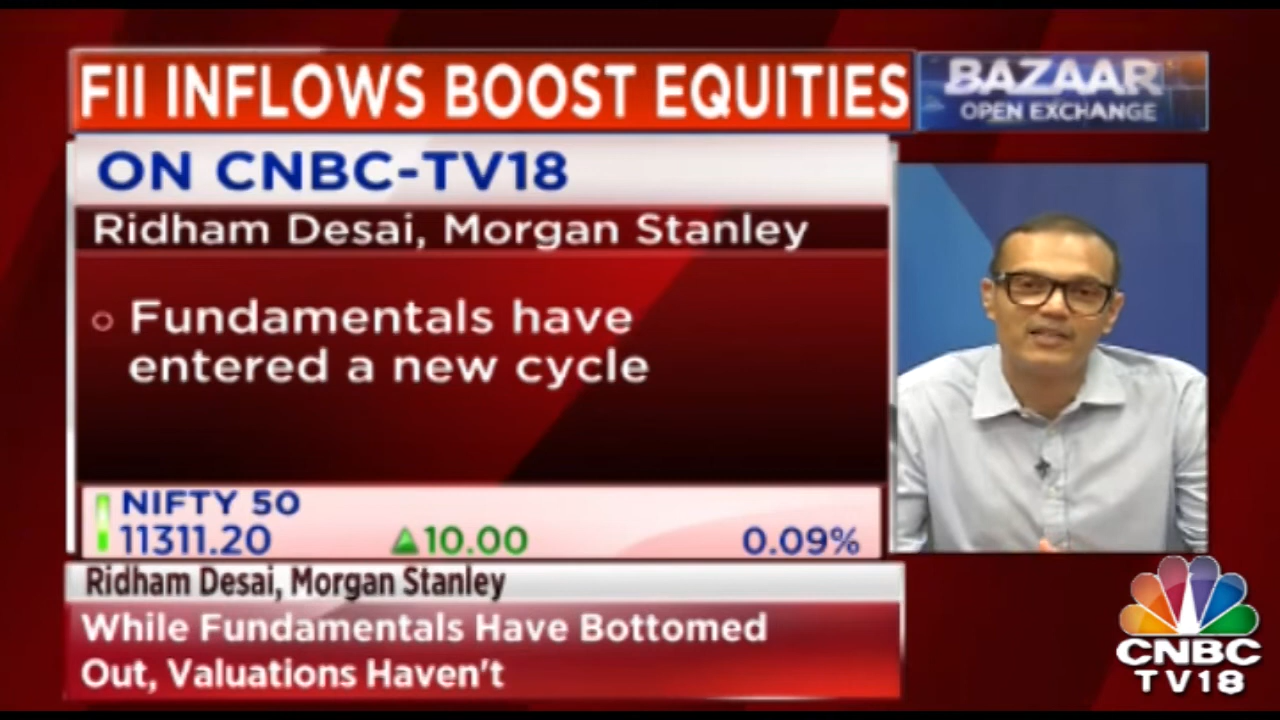 FII INFLOWS BOOST EQUITIES
BAZAAR
OPEN EXCHANGE
ON CNBC-TV18
Ridham Desai, Morgan Stanley
Fundamentals have
entered a new cycle
NIFTY 50
11311.20 ▲10.00 0.09%
Ridham Desai, Morgan Stanley
While Fundamentals Have Bottomed
Out, Valuations Haven't
CNBC
TV18